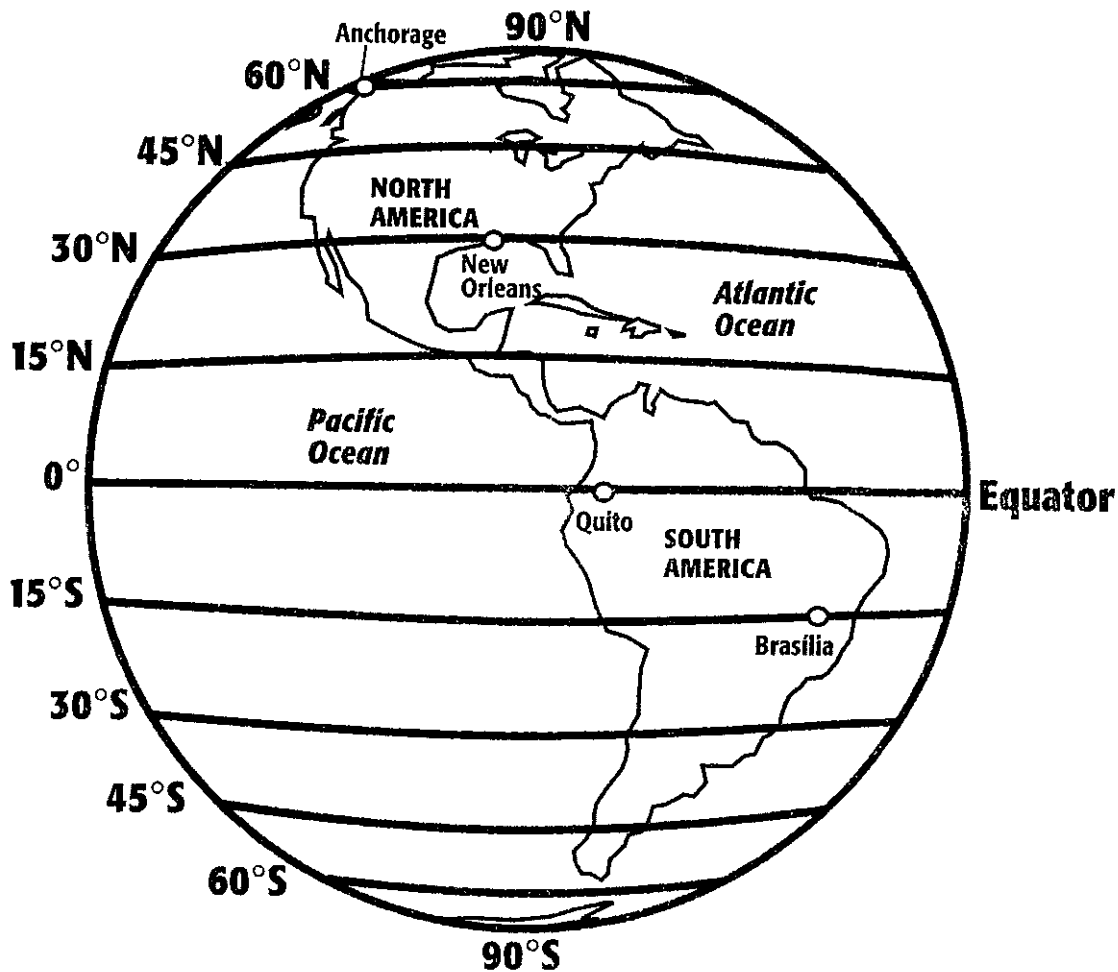 90°N
Anchorage
60°N
45°N
NORTH
AMERICA
30°N
New
Orleans
Atlantic
Ocean
15°N
Pacific
Ocean
0°
Equator
Quito
SOUTH
AMERICA
15°S
Brasília
30°S
45°S
60°S
90°S